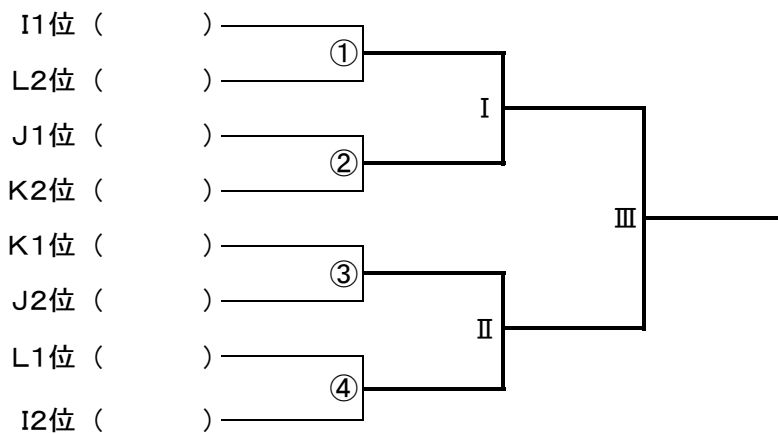 I1位 (　　　)
①
L2位 (　　　)
I
J1位 (　　　)
②
K2位 (　　　)
Ⅲ
K1位 (　　　)
③
J2位 (　　　)
Ⅱ
L1位 (　　　)
④
I2位 (　　　)